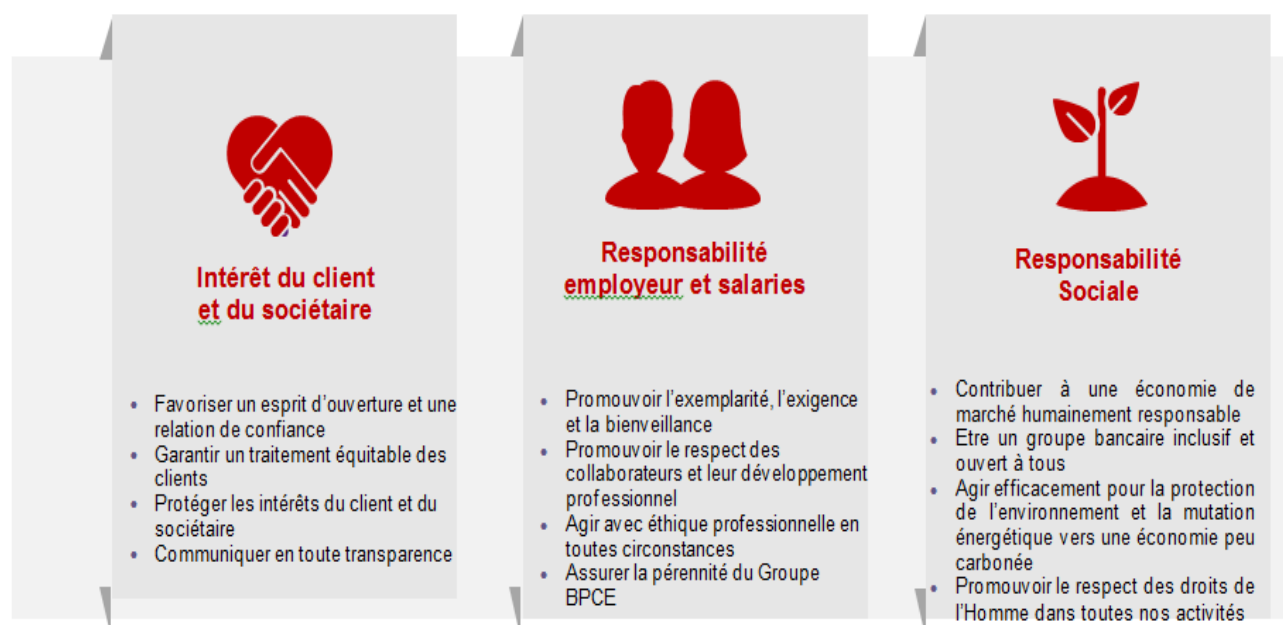 Intérêt du client
et du sociétaire
• Favoriser un esprit d'ouverture et une
relation de confiance
• Garantir un traitement équitable des
clients
• Protéger les intérêts du client et du
sociétaire
• Communiquer en toute transparence
Responsabilité
employeur et salaries
• Promouvoir l'exemplarité, l'exigence
et la bienveillance
• Promouvoir le respect des
collaborateurs et leur développement
professionnel
• Agir avec éthique professionnelle en
toutes circonstances
• Assurer la pérennité du Groupe
BPCE
Responsabilité
Sociale
• Contribuer à une économie de
marché humainement responsable
• Etre un groupe bancaire inclusif et
ouvert à tous
• Agir efficacement pour la protection
de l'environnement et la mutation
énergétique vers une économie peu
carbonée
• Promouvoir le respect des droits de
l'Homme dans toutes nos activités